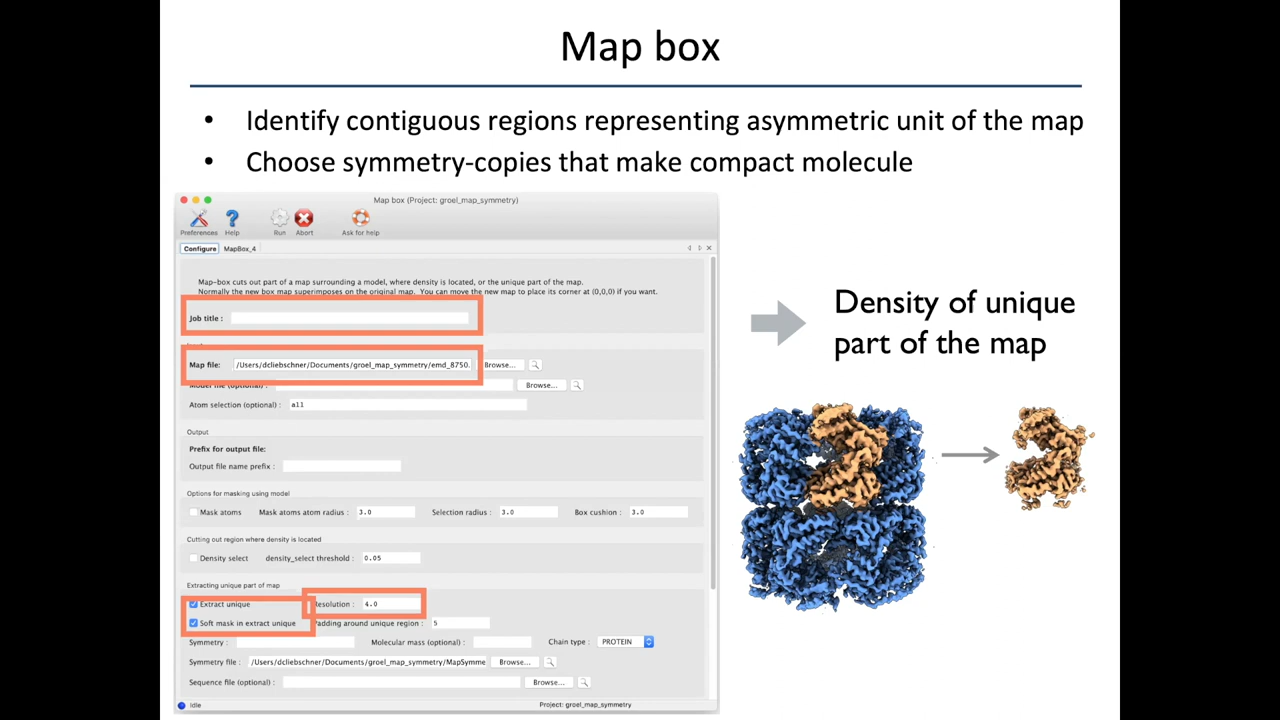 Map box
• Identify contiguous regions representing asymmetric unit of the map
• Choose symmetry-copies that make compact molecule
Map box (Project: groel_map_symmetry)
Preferences Help Run Abort Ask for help
Configure MapBox_4
Map-box cuts out part of a map surrounding a model, where density is located, or the unique part of the map.
Normally the new box map superimposes on the original map. You can move the new map to place its corner at (0,0,0) if you want.
Job title :
Map file: /Users/dcliebschner/Documents/groel_map_symmetry/emd_8750. Browse...
Model file (optional) : Browse...
Atom selection (optional) : all
Output
Prefix for output file:
Output file name prefix :
Options for masking using model
Mask atoms Mask atoms atom radius : 3.0 Selection radius : 3.0 Box cushion : 3.0
Cutting out region where density is located
Density select density_select threshold : 0.05
Extracting unique part of map
Extract unique Resolution : 4.0
Soft mask in extract unique Padding around unique region : 5
Symmetry : Molecular mass (optional) : Chain type : PROTEIN
Symmetry file : /Users/dcliebschner/Documents/groel_map_symmetry/MapSymme Browse...
Sequence file (optional) : Browse...
Idle Project: groel_map_symmetry
Density of unique
part of the map